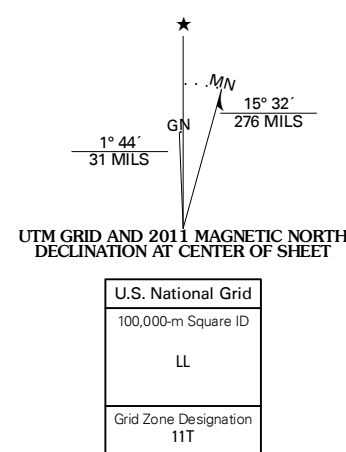 ★
MN
GN
15° 32´
276 MILS
1° 44´
31 MILS
UTM GRID AND 2011 MAGNETIC NORTH
DECLINATION AT CENTER OF SHEET
U.S. National Grid
100,000-m Square ID
LL
Grid Zone Designation
11T